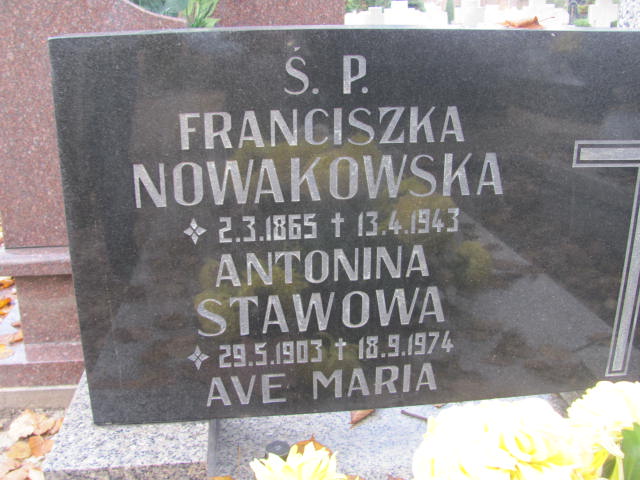 Ś. P.
FRANCISZKA
NOWAKOWSKA
2.3.1865 † 13.4.1943
ANTONINA
STAWOWA
29.5.1903 † 18.9.1974
AVE MARIA